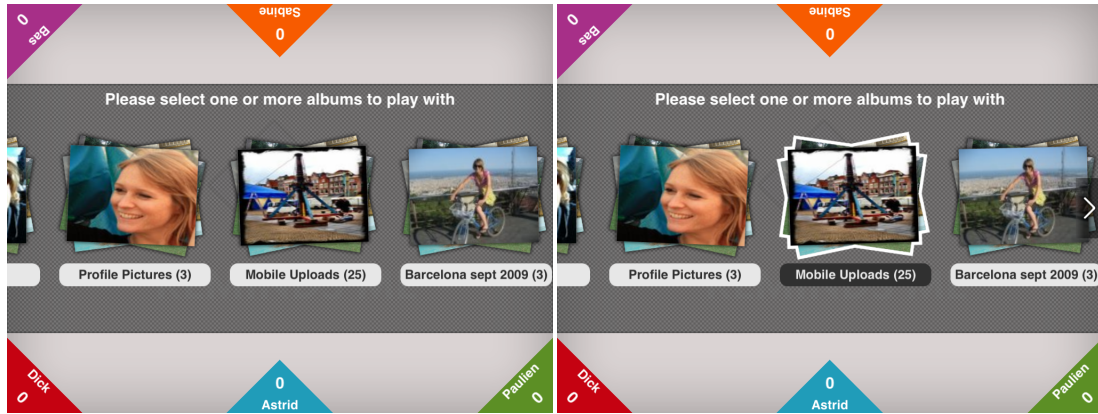 0
Bas
Sabine
0
Please select one or more albums to play with
Profile Pictures (3)
Mobile Uploads (25)
Barcelona sept 2009 (3)
Dick
0
0
Astrid
Paulien
0
0
Bas
Sabine
0
Please select one or more albums to play with
Profile Pictures (3)
Mobile Uploads (25)
Barcelona sept 2009 (3)
Dick
0
0
Astrid
Paulien
0